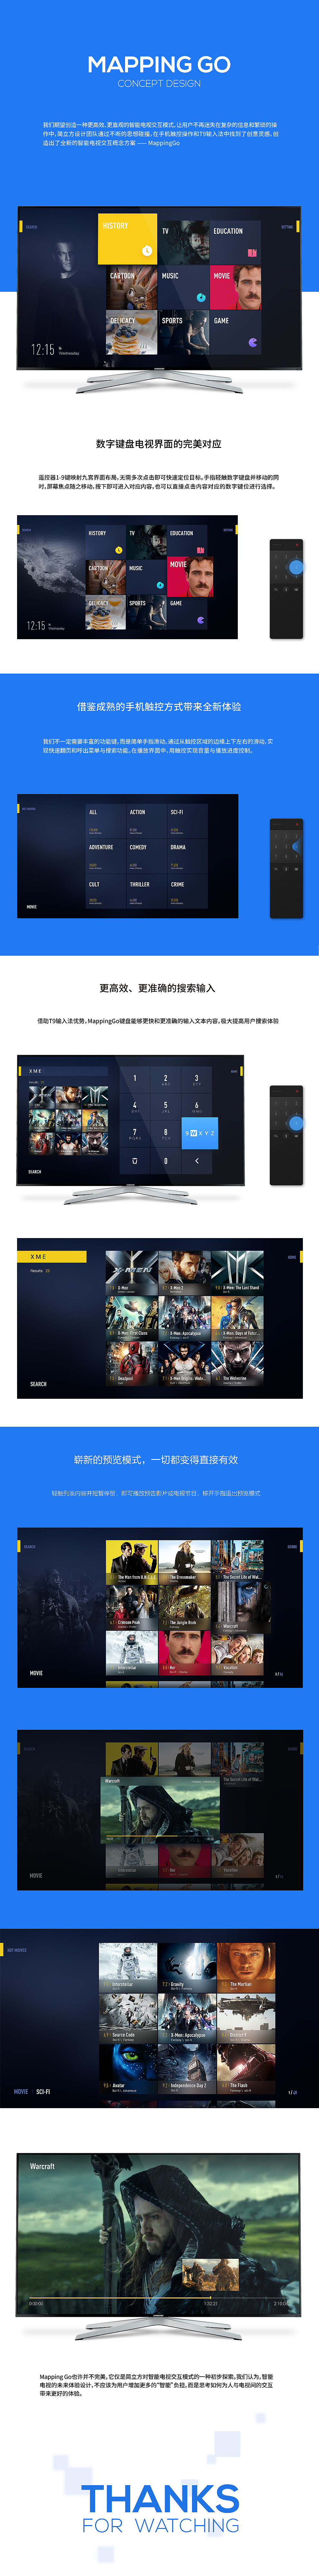 MAPPING GO
CONCEPT DESIGN
我们期望创造一种更高效、更直观的智能电视交互模式,让用户不再迷失在复杂的信息和繁琐的操
作中,简立方设计团队通过不断的思想碰撞,在手机触控操作和T9输入法中找到了创意灵感,创
造出了全新的智能电视交互概念方案 —— MappingGo
SEARCH
SETTING
HISTORY
TV
EDUCATION
CARTOON
MUSIC
MOVIE
DELICACY
SPORTS
GAME
12:15
Wednesday
数字键盘电视界面的完美对应
遥控器1-9键映射九宫界面布局,无需多次点击即可快速定位目标,手指轻触数字键盘并移动的同
时,屏幕焦点随之移动,按下即可进入对应内容,也可以直接点击内容对应的数字键位进行选择。
HISTORY
TV
EDUCATION
CARTOON
MUSIC
MOVIE
DELICACY
SPORTS
GAME
12:15
Wednesday
借鉴成熟的手机触控方式带来全新体验
我们不一定需要丰富的功能键,而是简单手指滑动,通过从触控区域的边缘上下左右的滑动,实
现快速翻页和呼出菜单与搜索功能,在播放界面中,用触控实现音量与播放进度控制。
ALL
ACTION
SCI-FI
ADVENTURE
COMEDY
DRAMA
CULT
THRILLER
CRIME
MOVIE
更高效、更准确的搜索输入
借助T9输入法优势,MappingGo键盘能够更快和更准确的输入文本内容,极大提高用户搜索体验
XME
1
2
3
4
5
6
7
8
9 W X Y Z
0
SEARCH
XME
Results: 23
X-Men
X-Men 2
X-Men: The Last Stand
X-Men: First Class
X-Men: Apocalypse
X-Men: Days of Futur...
Deadpool
X-Men Origins: Wolv...
The Wolverine
SEARCH
崭新的预览模式，一切都变得直接有效
轻触列表内容并短暂停留，即可播放预告影片或电视节目，移开手指退出预览模式
SEARCH
The Man from U.N.C.L.E
The Dressmaker
The Secret Life of Wal...
Crimson Peak
The Jungle Book
Warcraft
Interstellar
Her
Vacation
MOVIE
Warcraft
The Secret Life of Wal...
MOVIE
HOT MOVIES
Interstellar
Gravity
The Martian
Source Code
X-Men: Apocalypse
District 9
Avatar
Independence Day 2
The Flash
MOVIE
SCI-FI
Warcraft
0:00:00
1:32:21
Mapping Go也许并不完美,它仅是简立方对智能电视交互模式的一种初步探索,我们认为,智能
电视的未来体验设计,不应该为用户增加更多的“智能”负担,而是思考如何为人与电视间的交互
带来更好的体验。
THANKS
FOR WATCHING